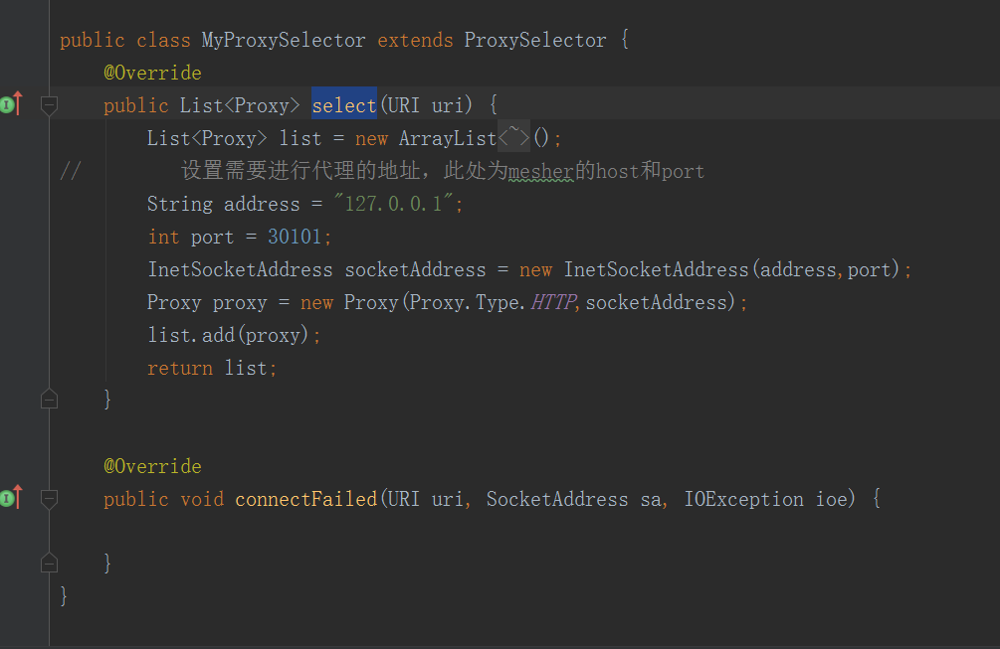 public class MyProxySelector extends ProxySelector {
@Override
public List<Proxy> select(URI uri) {
List<Proxy> list = new ArrayList<~>();
// 设置需要进行代理的地址，此处为mesher的host和port
String address = "127.0.0.1";
int port = 30101;
InetSocketAddress socketAddress = new InetSocketAddress(address,port);
Proxy proxy = new Proxy(Proxy.Type.HTTP,socketAddress);
list.add(proxy);
return list;
}
@Override
public void connectFailed(URI uri, SocketAddress sa, IOException ioe) {
}
}